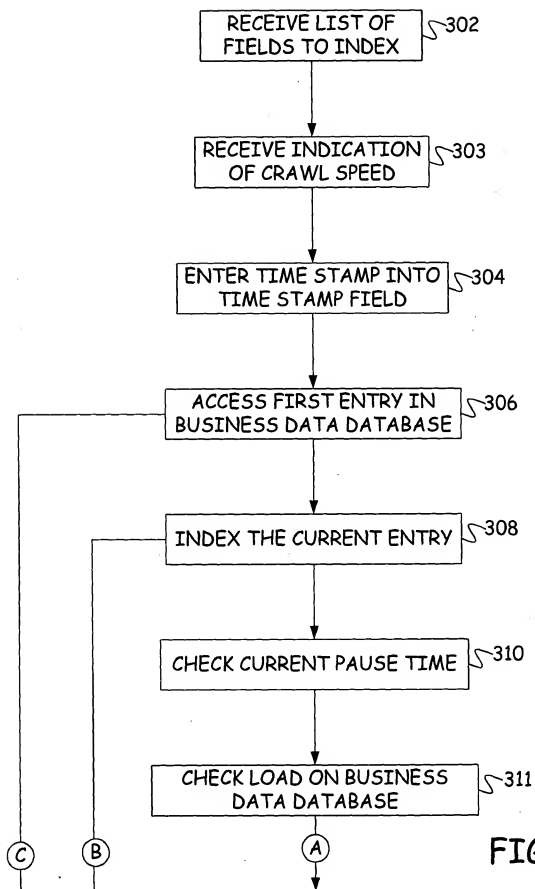 RECEIVE LIST OF
FIELDS TO INDEX
302
RECEIVE INDICATION
OF CRAWL SPEED
303
ENTER TIME STAMP INTO
TIME STAMP FIELD
304
ACCESS FIRST ENTRY IN
BUSINESS DATA DATABASE
306
INDEX THE CURRENT ENTRY
308
CHECK CURRENT PAUSE TIME
310
CHECK LOAD ON BUSINESS
DATA DATABASE
311
C B A
FIG